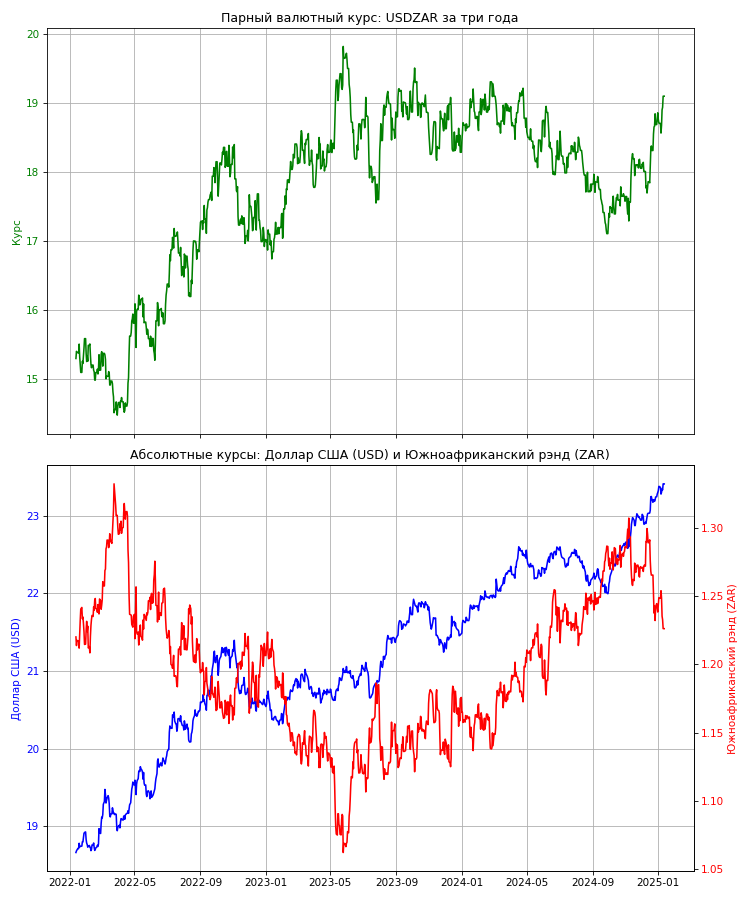 Парный валютный курс: USDZAR за три года
20
19
18
17
16
15
Курс
Абсолютные курсы: Доллар США (USD) и Южноафриканский рэнд (ZAR)
23
22
21
20
19
Доллар США (USD)
1.30
1.25
1.20
1.15
1.10
1.05
Южноафриканский рэнд (ZAR)
2022-01 2022-05 2022-09 2023-01 2023-05 2023-09 2024-01 2024-05 2024-09 2025-01